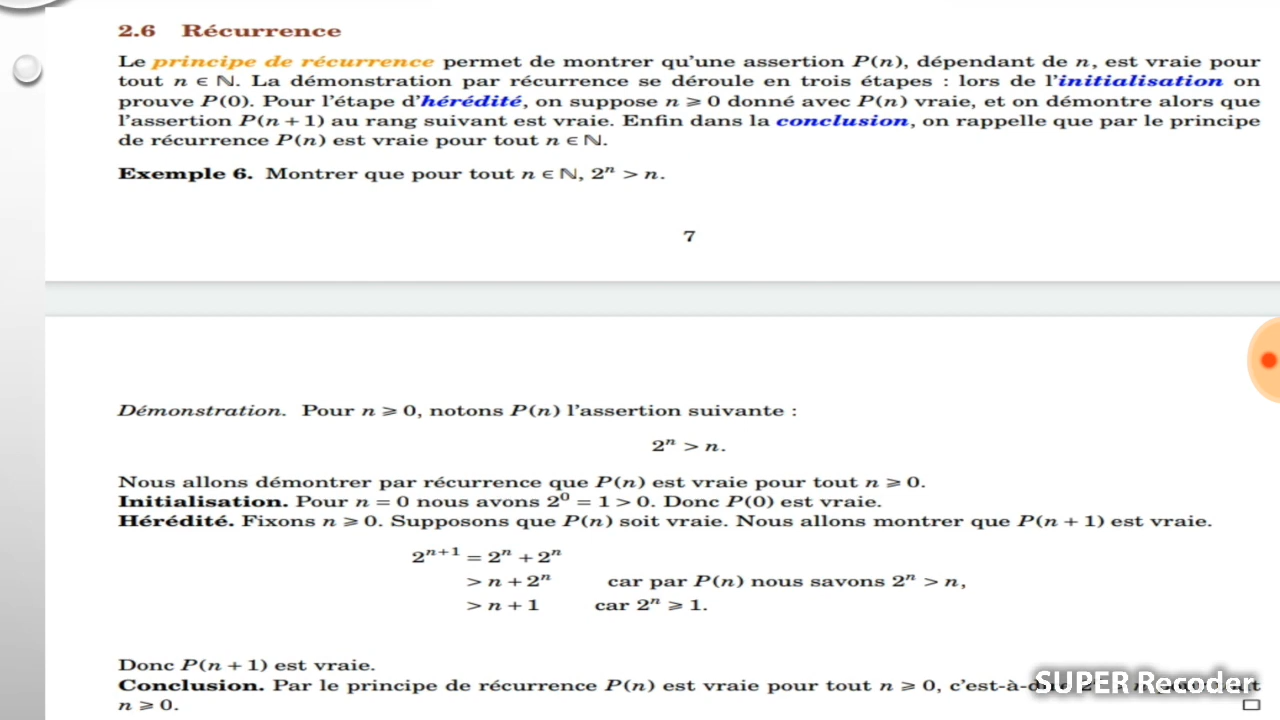 2.6 Récurrence
Le principe de récurrence permet de montrer qu'une assertion P(n), dépendant de n, est vraie pour
tout n ∈ ℕ. La démonstration par récurrence se déroule en trois étapes : lors de l'initialisation on
prouve P(0). Pour l'étape d'hérédité, on suppose n ⩾ 0 donné avec P(n) vraie, et on démontre alors que
l'assertion P(n + 1) au rang suivant est vraie. Enfin dans la conclusion, on rappelle que par le principe
de récurrence P(n) est vraie pour tout n ∈ ℕ.
Exemple 6. Montrer que pour tout n ∈ ℕ, 2ⁿ > n.
7
Démonstration. Pour n ⩾ 0, notons P(n) l'assertion suivante :
2ⁿ > n.
Nous allons démontrer par récurrence que P(n) est vraie pour tout n ⩾ 0.
Initialisation. Pour n = 0 nous avons 2⁰ = 1 > 0. Donc P(0) est vraie.
Hérédité. Fixons n ⩾ 0. Supposons que P(n) soit vraie. Nous allons montrer que P(n + 1) est vraie.
2ⁿ⁺¹ = 2ⁿ + 2ⁿ
> n + 2ⁿ car par P(n) nous savons 2ⁿ > n,
> n + 1 car 2ⁿ ⩾ 1.
Donc P(n + 1) est vraie.
Conclusion. Par le principe de récurrence P(n) est vraie pour tout n ⩾ 0,
n ⩾ 0.
SUPER Recoder